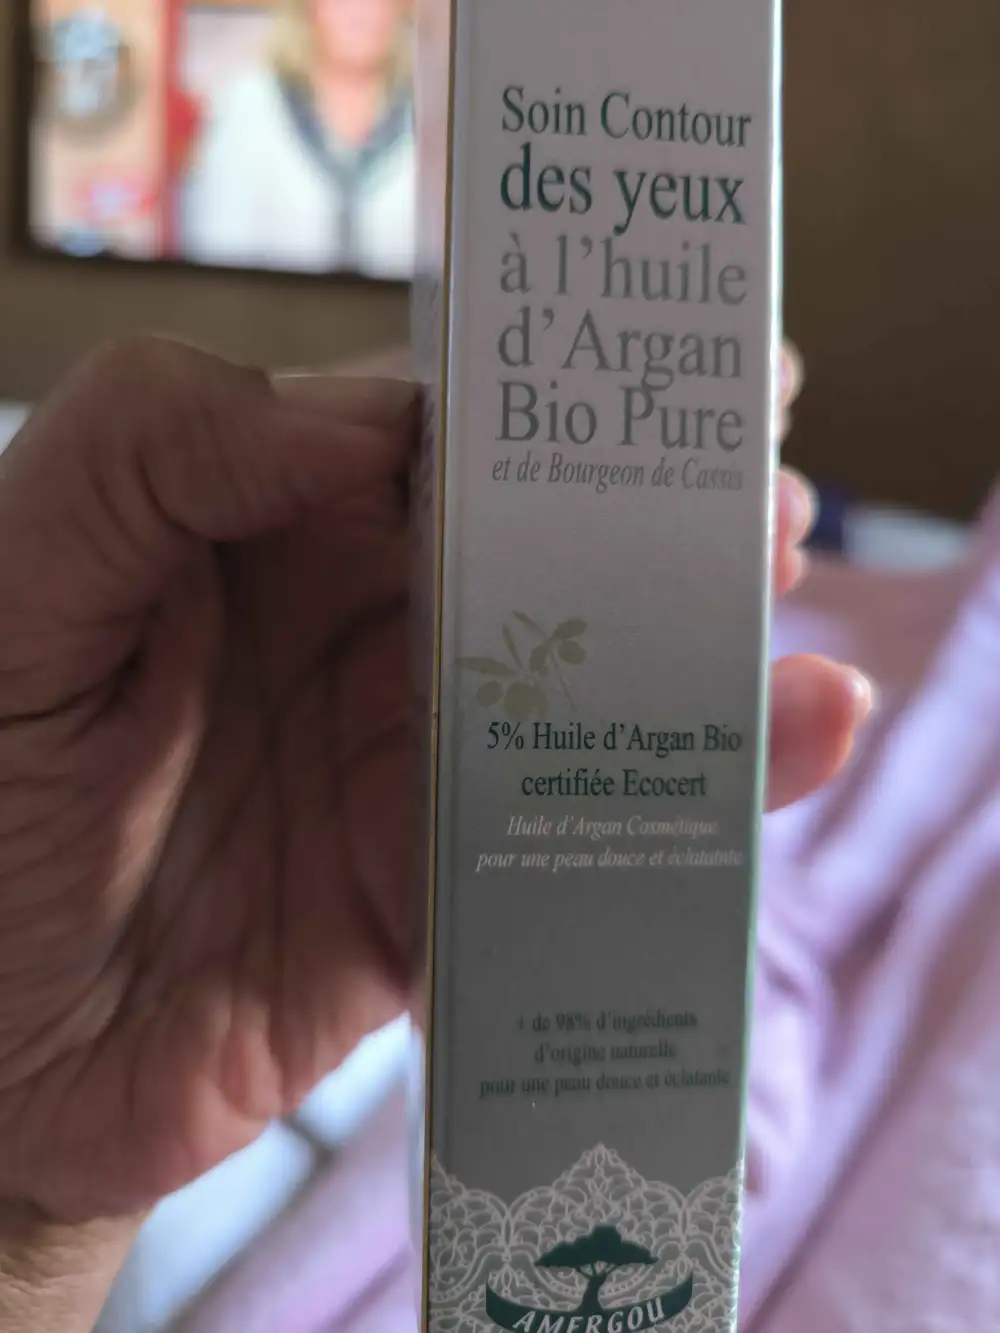 Soin Contour
des yeux
à l'huile
d'Argan
Bio Pure
et de Bourgeon de Cassis
5% Huile d'Argan Bio
certifiée Ecocert
Huile d'Argan Cosmétique
pour une peau douce et éclatatnte
+ de 98% d'ingrédients
d'origine naturelle
pour une peau douce et éclatante
AMERGOU